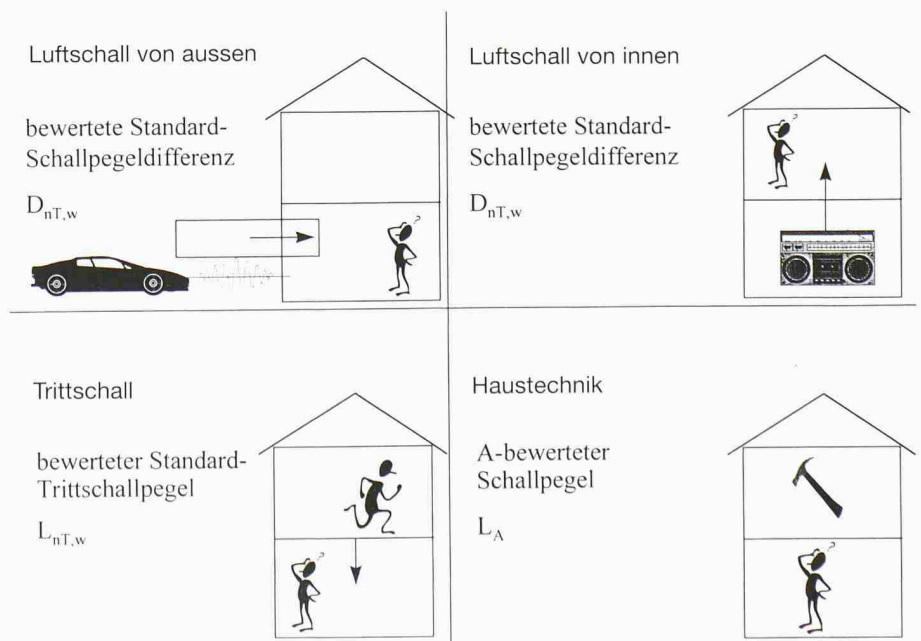 Luftschall von aussen
bewertete Standard-
Schallpegeldifferenz
D_nT,w
?
Luftschall von innen
bewertete Standard-
Schallpegeldifferenz
D_nT,w
?
Trittschall
bewerteter Standard-
Trittschallpegel
L_nT,w
?
Haustechnik
A-bewerteter
Schallpegel
L_A
?